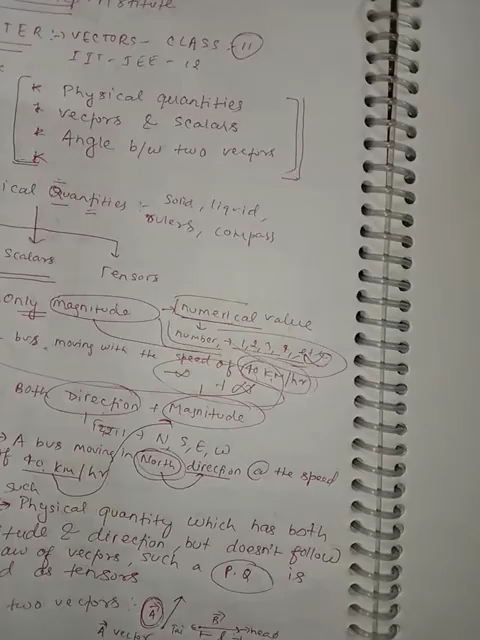 Institute
TER :→ VECTORS - CLASS - 11
IIT-JEE-12
* Physical quantities
* Vectors & scalars
* Angle b/w two vectors
*
ical Quantities :- Solid, liquid,
rulers, compass
Scalars
Tensors
Only Magnitude → numerical value
number, → 1, 2, 3, 4,
bus, moving with the speed of 40 KM/hr
Both Direction + Magnitude
N, S, E, W
→ A bus moving in North direction @ the speed
of 40 KM/hr
such
→ Physical quantity which has both
itude & direction, but doesn't follow
law of vectors, such a P.Q is
d as tensors
two vectors :-
A vector Tail B head